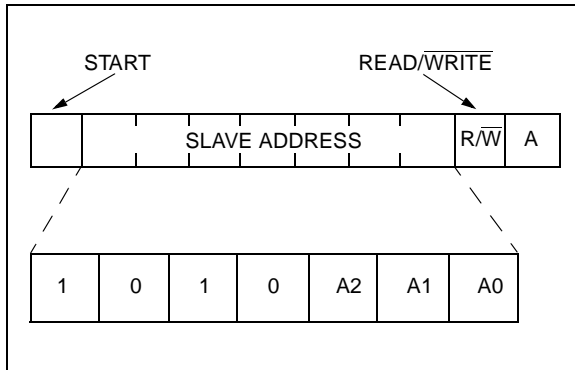 START READ/WRITE
SLAVE ADDRESS R/W A
1 0 1 0 A2 A1 A0